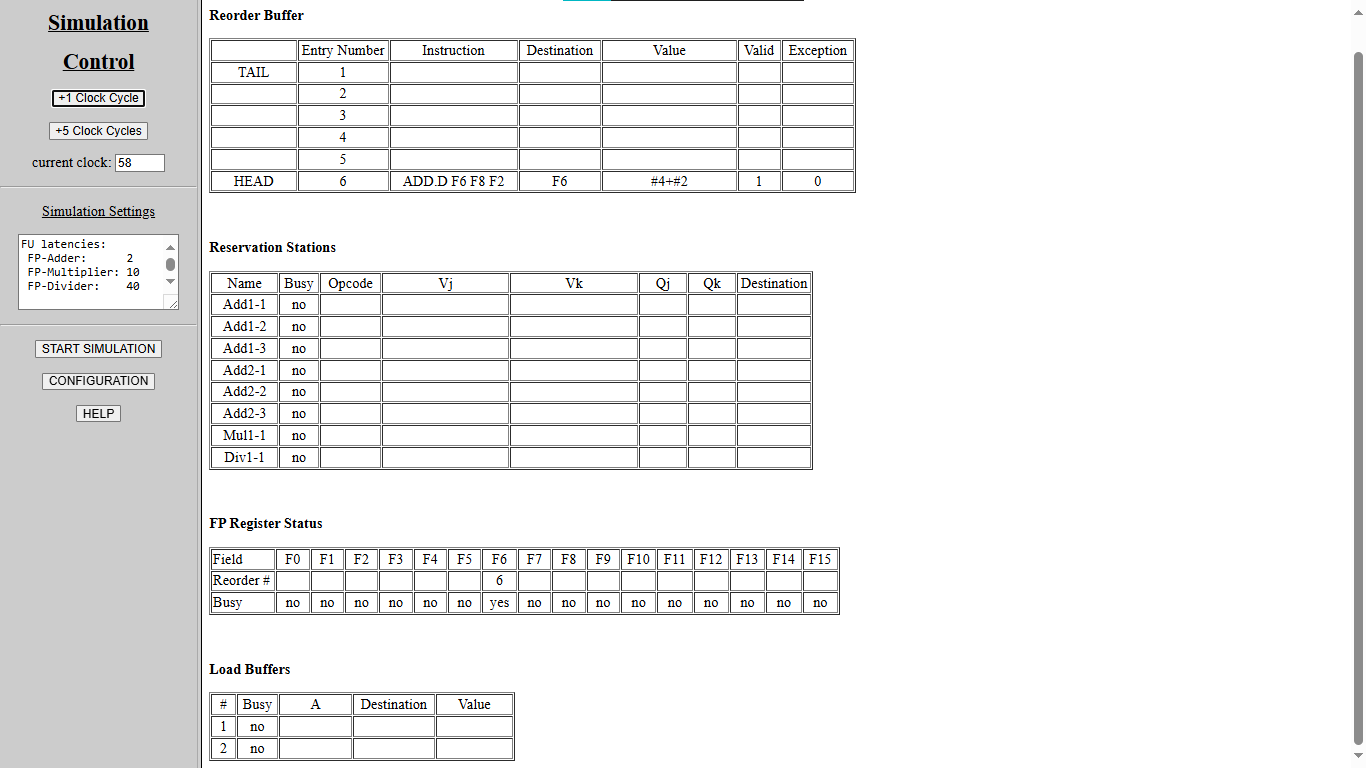 Simulation
Control
+1 Clock Cycle
+5 Clock Cycles
current clock: 58
Simulation Settings
FU latencies:
FP-Adder: 2
FP-Multiplier: 10
FP-Divider: 40
START SIMULATION
CONFIGURATION
HELP
Reorder Buffer
Entry Number Instruction Destination Value Valid Exception
TAIL 1
2
3
4
5
HEAD 6 ADD.D F6 F8 F2 F6 #4+#2 1 0
Reservation Stations
Name Busy Opcode Vj Vk Qj Qk Destination
Add1-1 no
Add1-2 no
Add1-3 no
Add2-1 no
Add2-2 no
Add2-3 no
Mul1-1 no
Div1-1 no
FP Register Status
Field F0 F1 F2 F3 F4 F5 F6 F7 F8 F9 F10 F11 F12 F13 F14 F15
Reorder # 6
Busy no no no no no no yes no no no no no no no no no
Load Buffers
# Busy A Destination Value
1 no
2 no